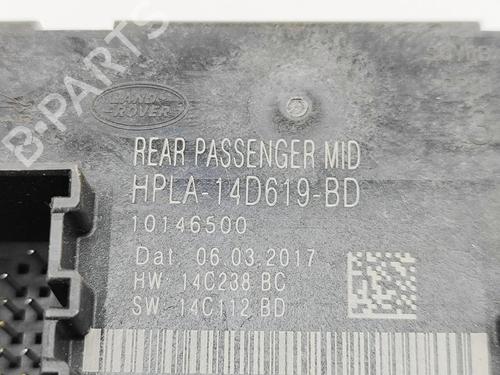 B-PARTS
LAND
ROVER
REAR PASSENGER MID
HPLA-14D619-BD
10146500
Dat. 06.03.2017
HW 14C238 BC
SW 14C112 BD